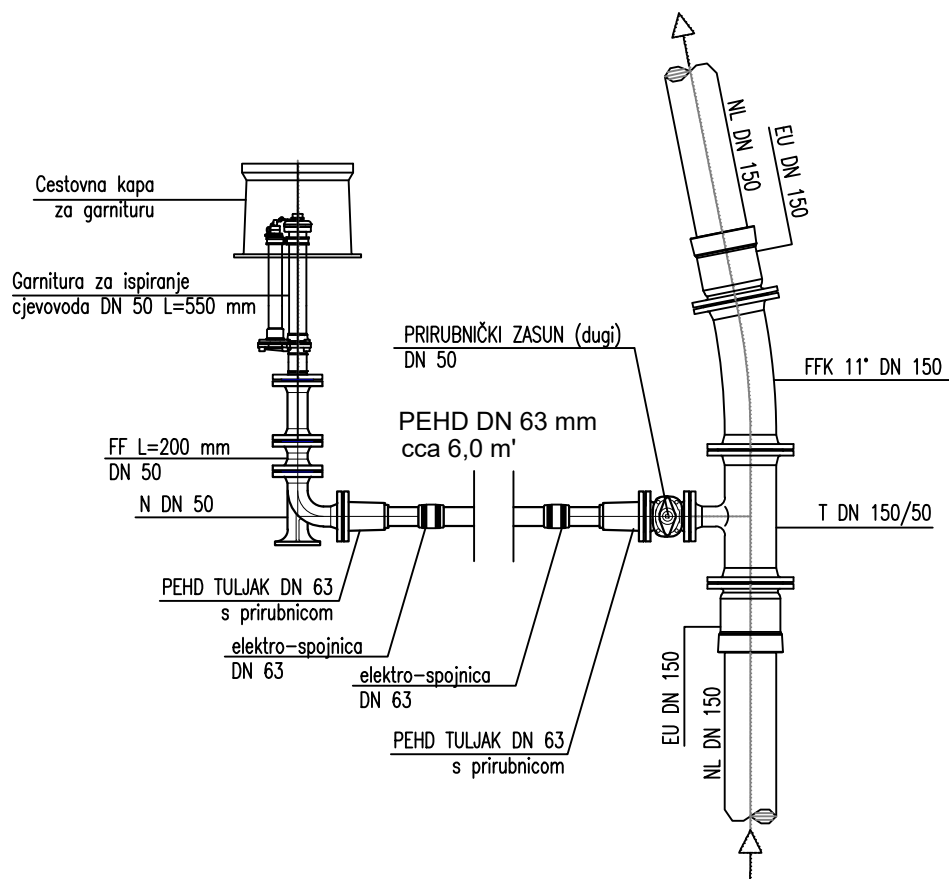 NL DN 150
EU DN 150
Cestovna kapa
za garnituru
Garnitura za ispiranje
cjevovoda DN 50 L=550 mm
PRIRUBNIČKI ZASUN (dugi)
DN 50
FFK 11° DN 150
PEHD DN 63 mm
cca 6,0 m'
FF L=200 mm
DN 50
N DN 50
T DN 150/50
PEHD TULJAK DN 63
s prirubnicom
elektro-spojnica
DN 63
elektro-spojnica
DN 63
EU DN 150
NL DN 150
PEHD TULJAK DN 63
s prirubnicom